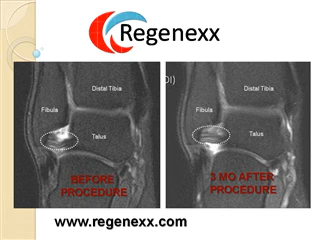 Regenexx
DI)
Distal Tibia
Fibula
Talus
BEFORE
PROCEDURE
Distal Tibia
Fibula
Talus
3 MO AFTER
PROCEDURE
www.regenexx.com